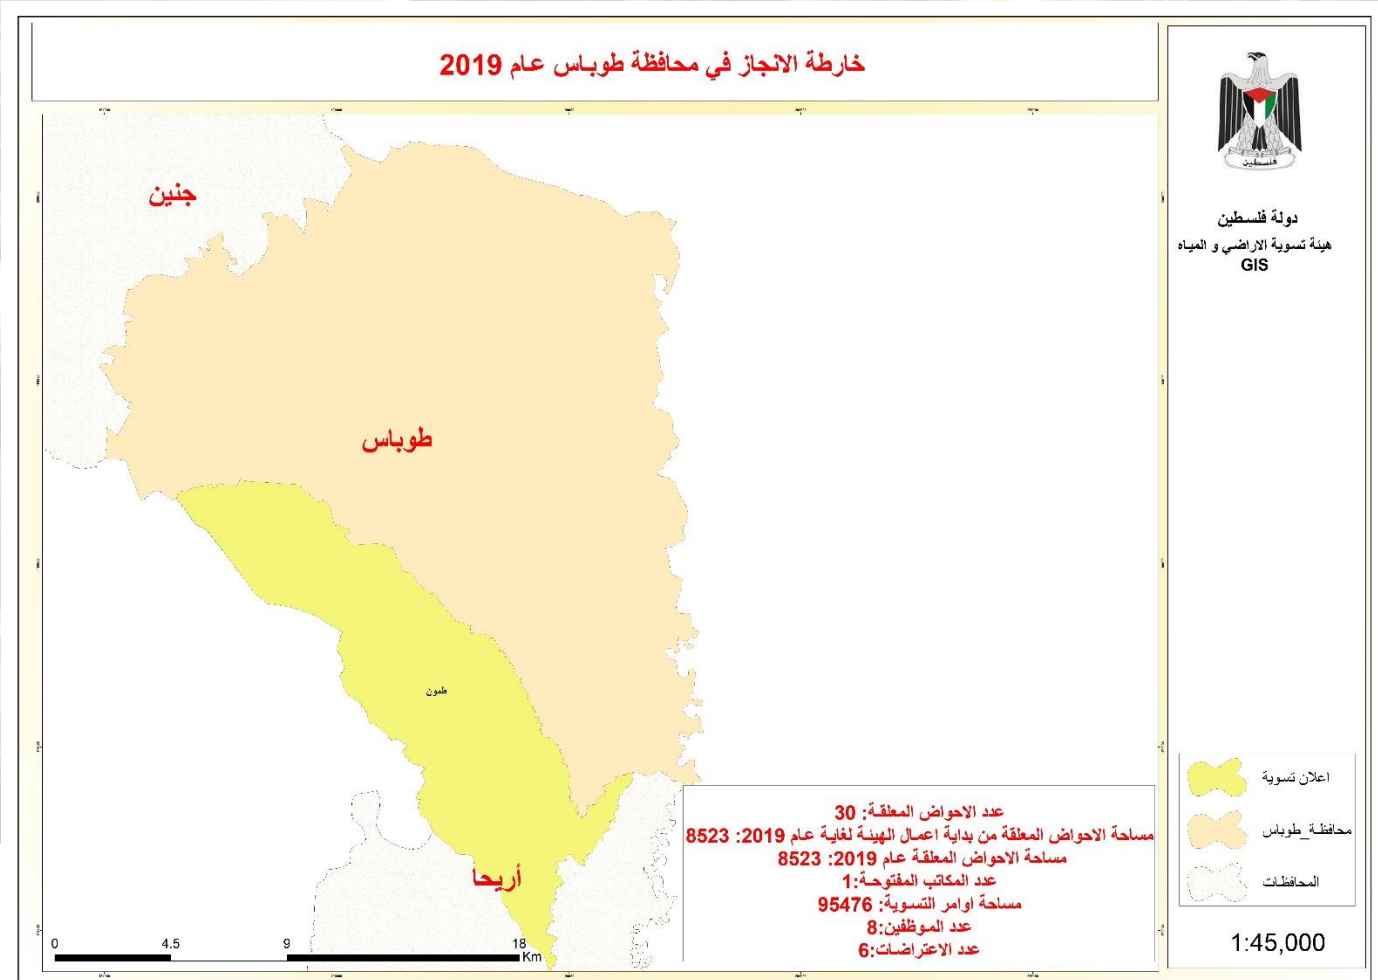 خارطة الانجاز في محافظة طوباس عام 2019
فلسطين
دولة فلسطين
هيئة تسوية الاراضي و المياه
GIS
جنين
طوباس
طمون
أريحا
عدد الاحواض المعلقة: 30
مساحة الاحواض المعلقة من بداية اعمال الهيئة لغاية عام 2019: 8523
مساحة الاحواض المعلقة عام 2019: 8523
عدد المكاتب المفتوحة:1
مساحة اوامر التسوية: 95476
عدد الموظفين:8
عدد الاعتراضات:6
اعلان تسوية
محافظة_طوباس
المحافظات
1:45,000
0 4.5 9 18
Km